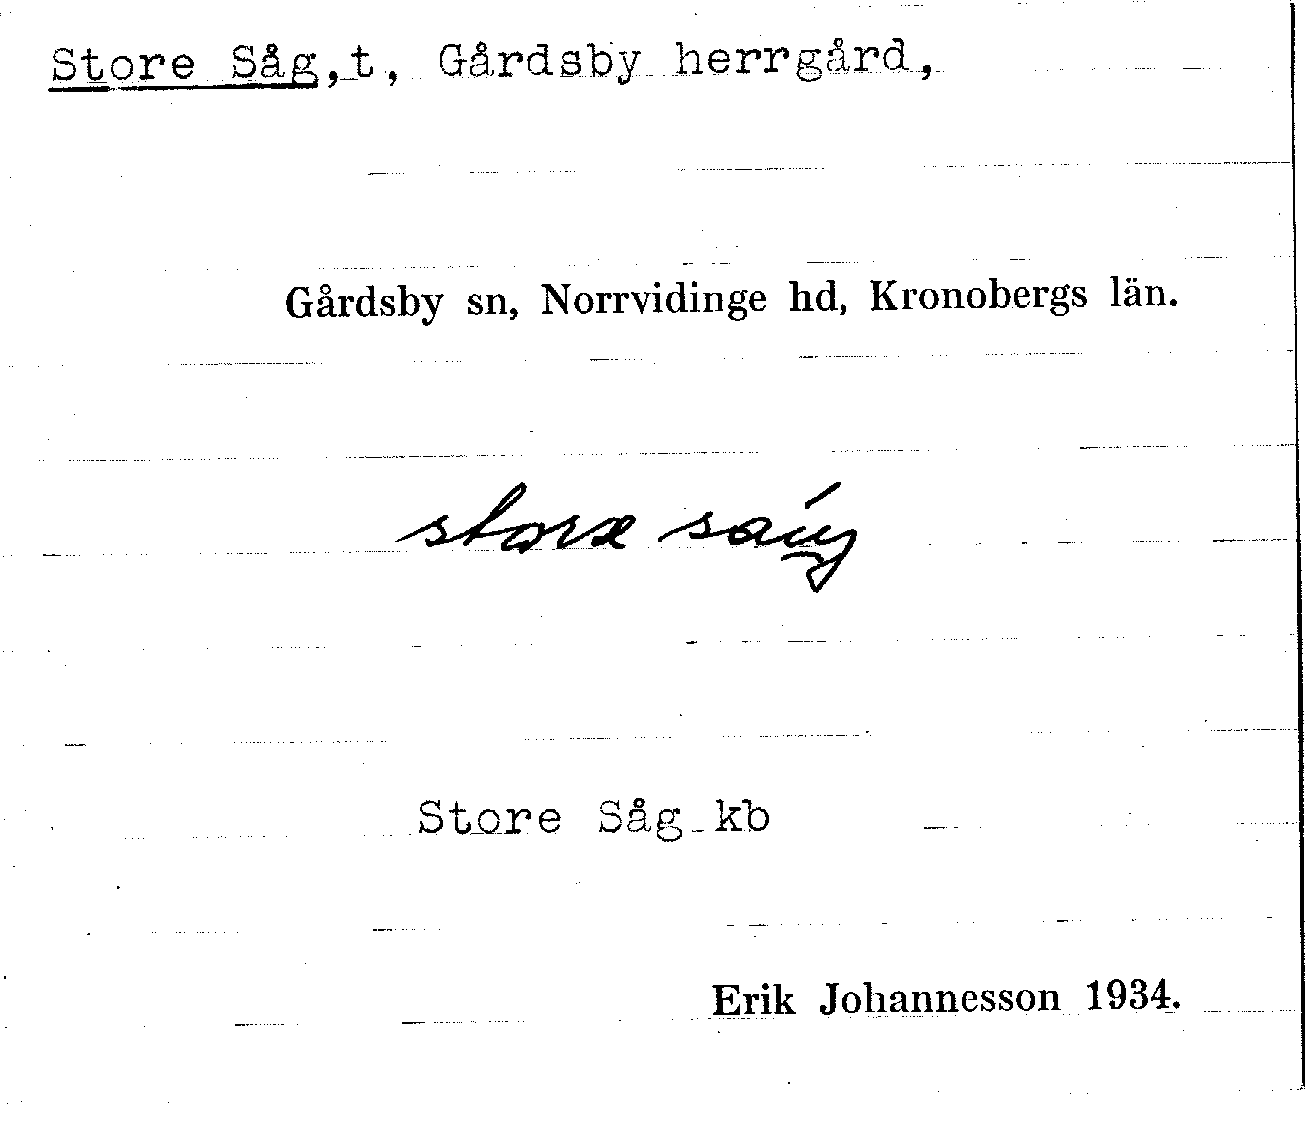 Store Såg, t, Gårdsby herrgård,
Gårdsby sn, Norrvidinge hd, Kronobergs län.
Store Såg kb
Erik Johannesson 1934.